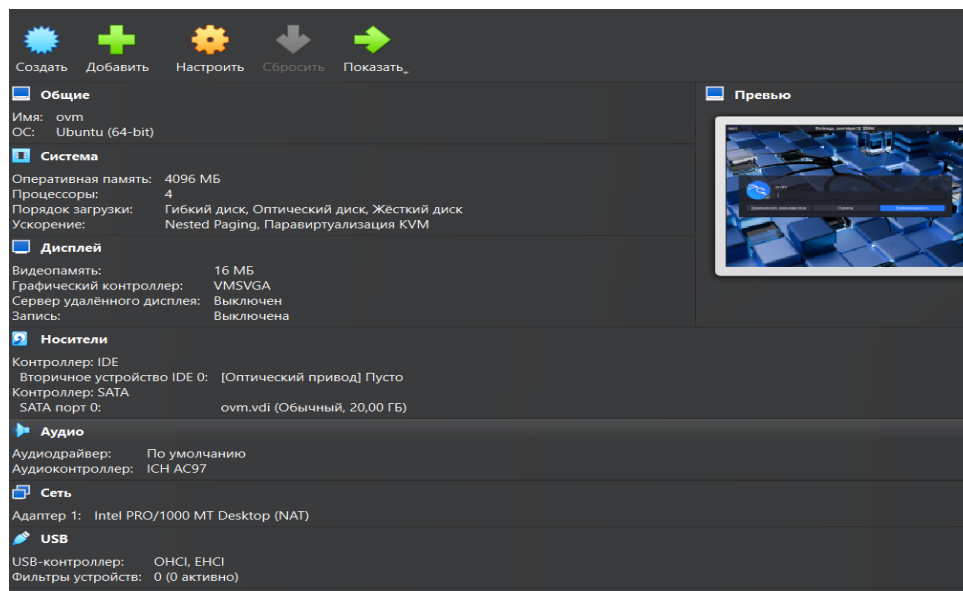 Создать Добавить Настроить Сбросить Показать
Общие
Имя: ovm
ОС: Ubuntu (64-bit)
Система
Оперативная память: 4096 МБ
Процессоры: 4
Порядок загрузки: Гибкий диск, Оптический диск, Жёсткий диск
Ускорение: Nested Paging, Паравиртуализация KVM
Дисплей
Видеопамять: 16 МБ
Графический контроллер: VMSVGA
Сервер удалённого дисплея: Выключен
Запись: Выключена
Носители
Контроллер: IDE
Вторичное устройство IDE 0: [Оптический привод] Пусто
Контроллер: SATA
SATA порт 0: ovm.vdi (Обычный, 20,00 ГБ)
Аудио
Аудиодрайвер: По умолчанию
Аудиоконтроллер: ICH AC97
Сеть
Адаптер 1: Intel PRO/1000 MT Desktop (NAT)
USB
USB-контроллер: OHCI, EHCI
Фильтры устройств: 0 (0 активно)
Превью